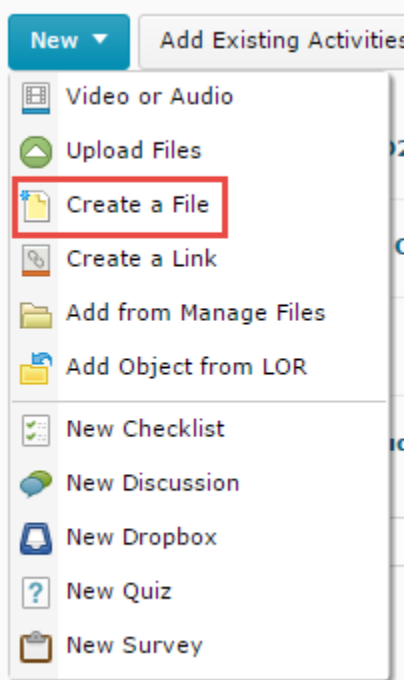 New
Add Existing Activities
Video or Audio
Upload Files
Create a File
Create a Link
Add from Manage Files
Add Object from LOR
New Checklist
New Discussion
New Dropbox
New Quiz
New Survey